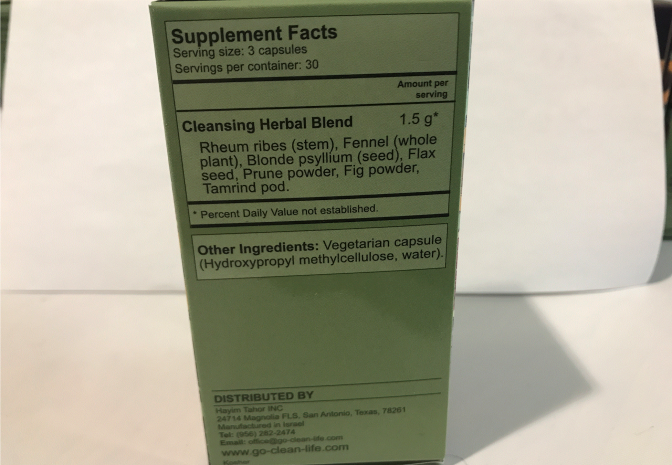 Supplement Facts
Serving size: 3 capsules
Servings per container: 30
Amount per
serving
Cleansing Herbal Blend 1.5 g*
Rheum ribes (stem), Fennel (whole
plant), Blonde psyllium (seed), Flax
seed, Prune powder, Fig powder,
Tamrind pod.
* Percent Daily Value not established.
Other Ingredients: Vegetarian capsule
(Hydroxypropyl methylcellulose, water).
DISTRIBUTED BY
Hayim Tahor INC
24714 Magnolia FLS, San Antonio, Texas, 78261
Manufactured in Israel
Tel: (956) 282-2474
Email: office@go-clean-life.com
www.go-clean-life.com
Kosher